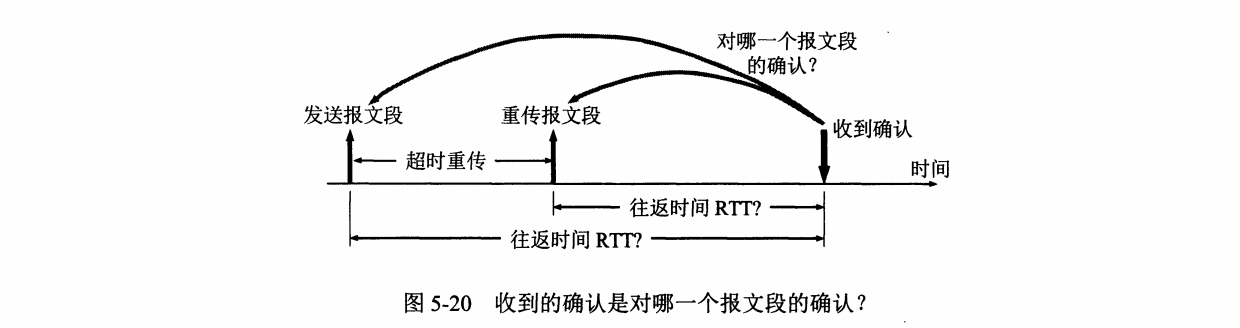 对哪一个报文段
的确认？
发送报文段
重传报文段
收到确认
超时重传
时间
往返时间 RTT?
往返时间 RTT?
图 5-20 收到的确认是对哪一个报文段的确认？